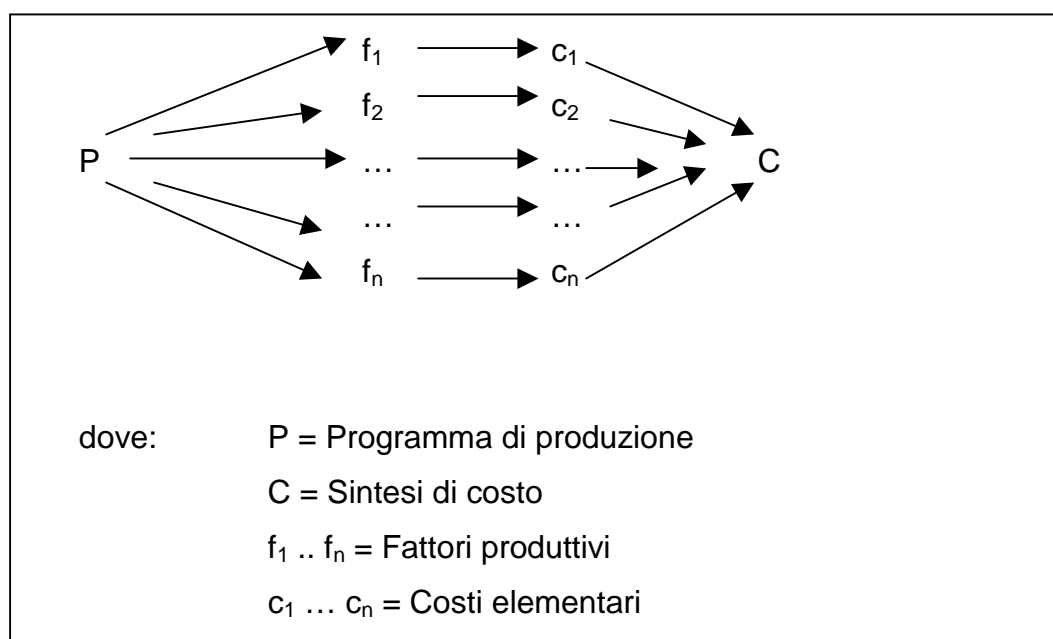 f₁ c₁
f₂ c₂
P … … C
… …
fₙ cₙ
dove: P = Programma di produzione
C = Sintesi di costo
f₁ .. fₙ = Fattori produttivi
c₁ … cₙ = Costi elementari